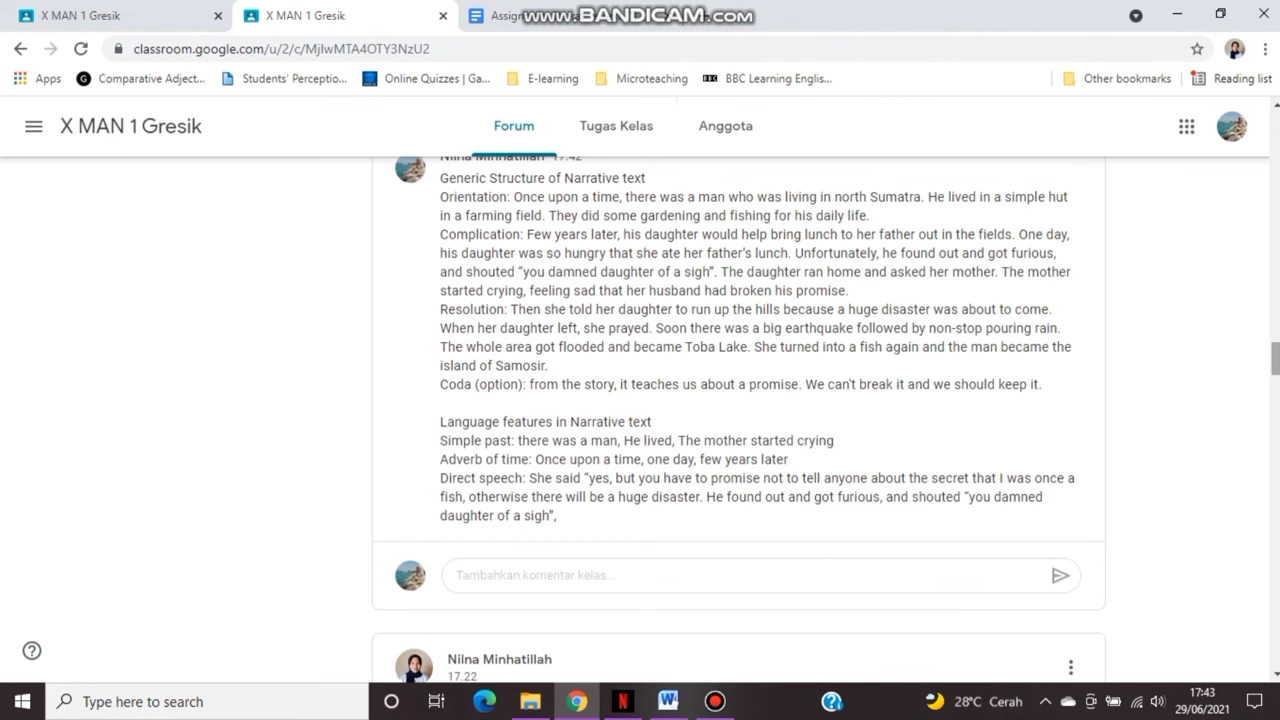 X MAN 1 Gresik
X MAN 1 Gresik
Assign
www.BANDICAM.com
classroom.google.com/u/2/c/MjIwMTA4OTY3NzU2
Apps
Comparative Adject...
Students' Perceptio...
Online Quizzes | Ga...
E-learning
Microteaching
BBC Learning Englis...
Other bookmarks
Reading list
X MAN 1 Gresik
Forum
Tugas Kelas
Anggota
Nilna Minhatillah 17.42
Generic Structure of Narrative text
Orientation: Once upon a time, there was a man who was living in north Sumatra. He lived in a simple hut
in a farming field. They did some gardening and fishing for his daily life.
Complication: Few years later, his daughter would help bring lunch to her father out in the fields. One day,
his daughter was so hungry that she ate her father's lunch. Unfortunately, he found out and got furious,
and shouted “you damned daughter of a sigh”. The daughter ran home and asked her mother. The mother
started crying, feeling sad that her husband had broken his promise.
Resolution: Then she told her daughter to run up the hills because a huge disaster was about to come.
When her daughter left, she prayed. Soon there was a big earthquake followed by non-stop pouring rain.
The whole area got flooded and became Toba Lake. She turned into a fish again and the man became the
island of Samosir.
Coda (option): from the story, it teaches us about a promise. We can't break it and we should keep it.
Language features in Narrative text
Simple past: there was a man, He lived, The mother started crying
Adverb of time: Once upon a time, one day, few years later
Direct speech: She said “yes, but you have to promise not to tell anyone about the secret that I was once a
fish, otherwise there will be a huge disaster. He found out and got furious, and shouted “you damned
daughter of a sigh”,
Tambahkan komentar kelas...
Nilna Minhatillah
17.22
Type here to search
28°C Cerah
17:43
29/06/2021